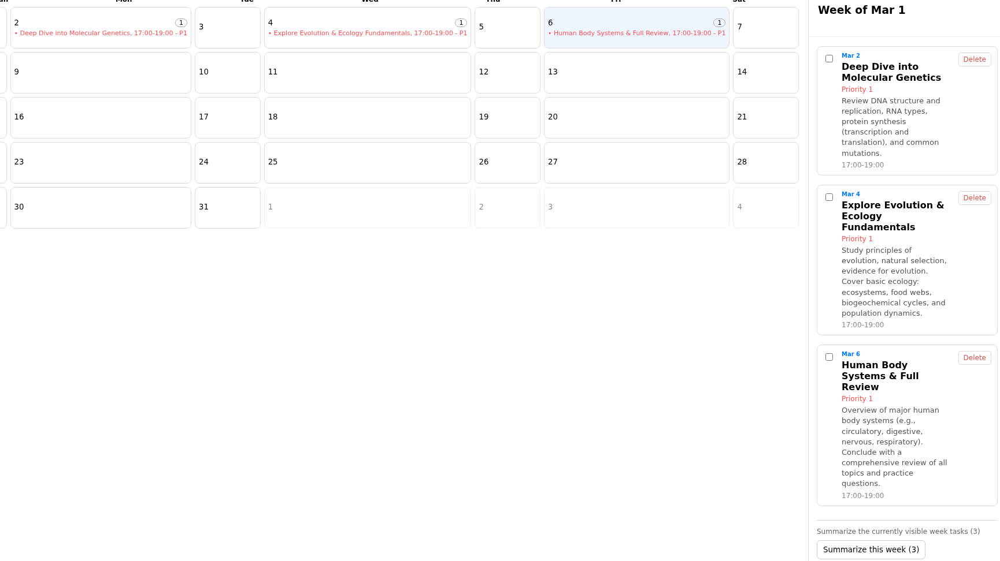 Mon Tue Wed Thu Fri Sat
2 1 3 4 1 5 6 1 7
• Deep Dive into Molecular Genetics, 17:00-19:00 - P1
• Explore Evolution & Ecology Fundamentals, 17:00-19:00 - P1
• Human Body Systems & Full Review, 17:00-19:00 - P1
9 10 11 12 13 14
16 17 18 19 20 21
23 24 25 26 27 28
30 31 1 2 3 4
Week of Mar 1
Mar 2
Delete
Deep Dive into
Molecular Genetics
Priority 1
Review DNA structure and
replication, RNA types,
protein synthesis
(transcription and
translation), and common
mutations.
17:00-19:00
Mar 4
Delete
Explore Evolution &
Ecology
Fundamentals
Priority 1
Study principles of
evolution, natural selection,
evidence for evolution.
Cover basic ecology:
ecosystems, food webs,
biogeochemical cycles, and
population dynamics.
17:00-19:00
Mar 6
Delete
Human Body
Systems & Full
Review
Priority 1
Overview of major human
body systems (e.g.,
circulatory, digestive,
nervous, respiratory).
Conclude with a
comprehensive review of all
topics and practice
questions.
17:00-19:00
Summarize the currently visible week tasks (3)
Summarize this week (3)